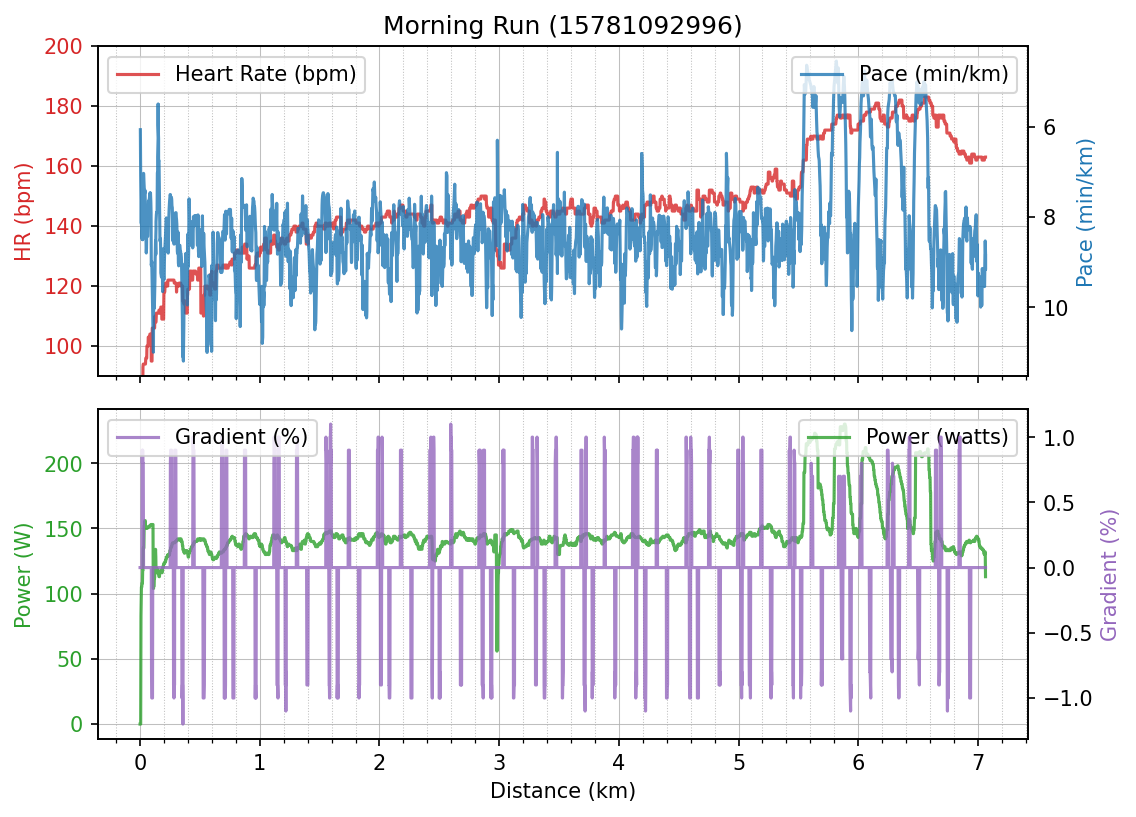 Morning Run (15781092996)
Heart Rate (bpm)
Pace (min/km)
200
180
160
140
120
100
HR (bpm)
6
8
10
Pace (min/km)
Gradient (%)
Power (watts)
200
150
100
50
0
Power (W)
1.0
0.5
0.0
−0.5
−1.0
Gradient (%)
0 1 2 3 4 5 6 7
Distance (km)